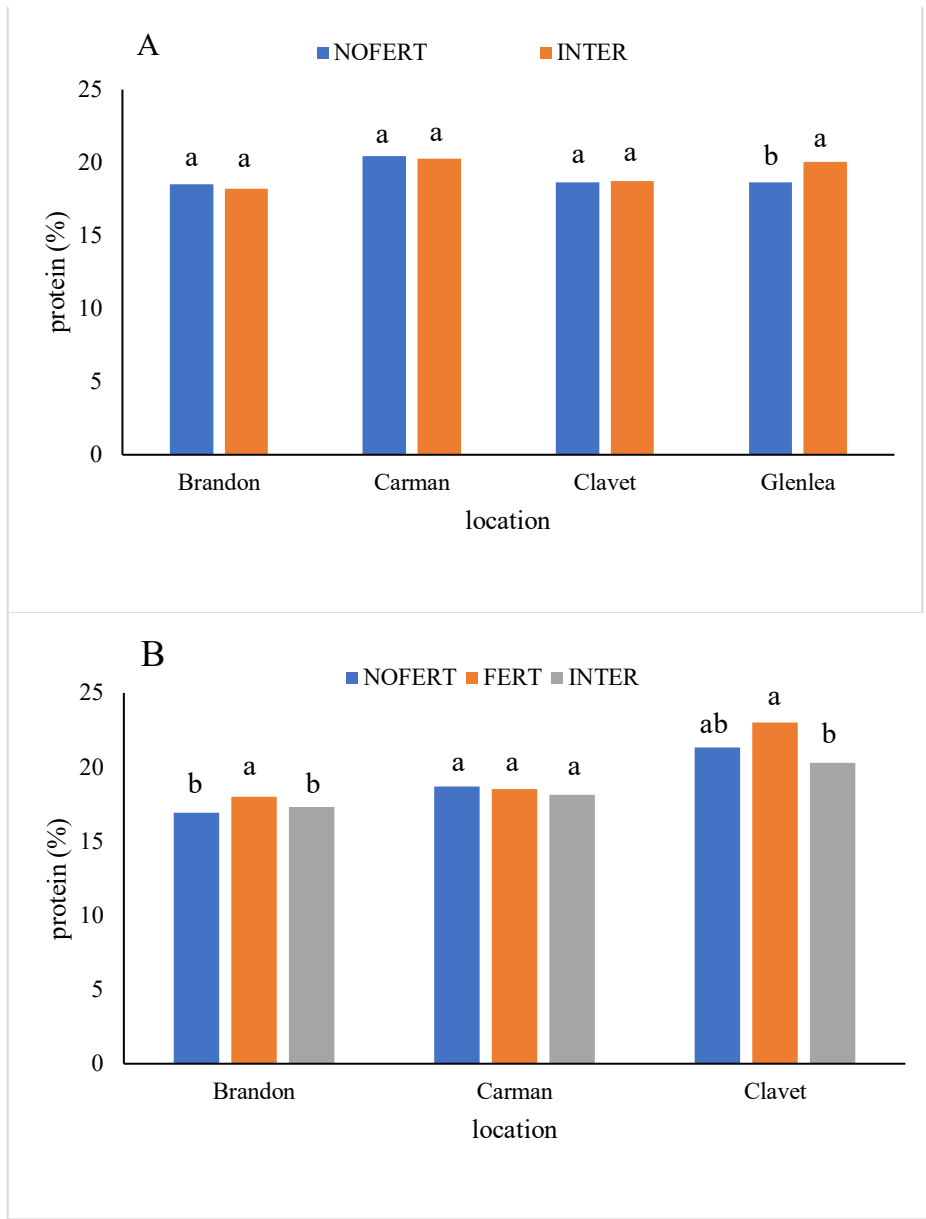 A
NOFERT INTER
25
20
15
10
5
0
protein (%)
a a a a a a b a
Brandon Carman Clavet Glenlea
location
B
NOFERT FERT INTER
25
20
15
10
5
0
protein (%)
b a b a a a ab a b
Brandon Carman Clavet
location